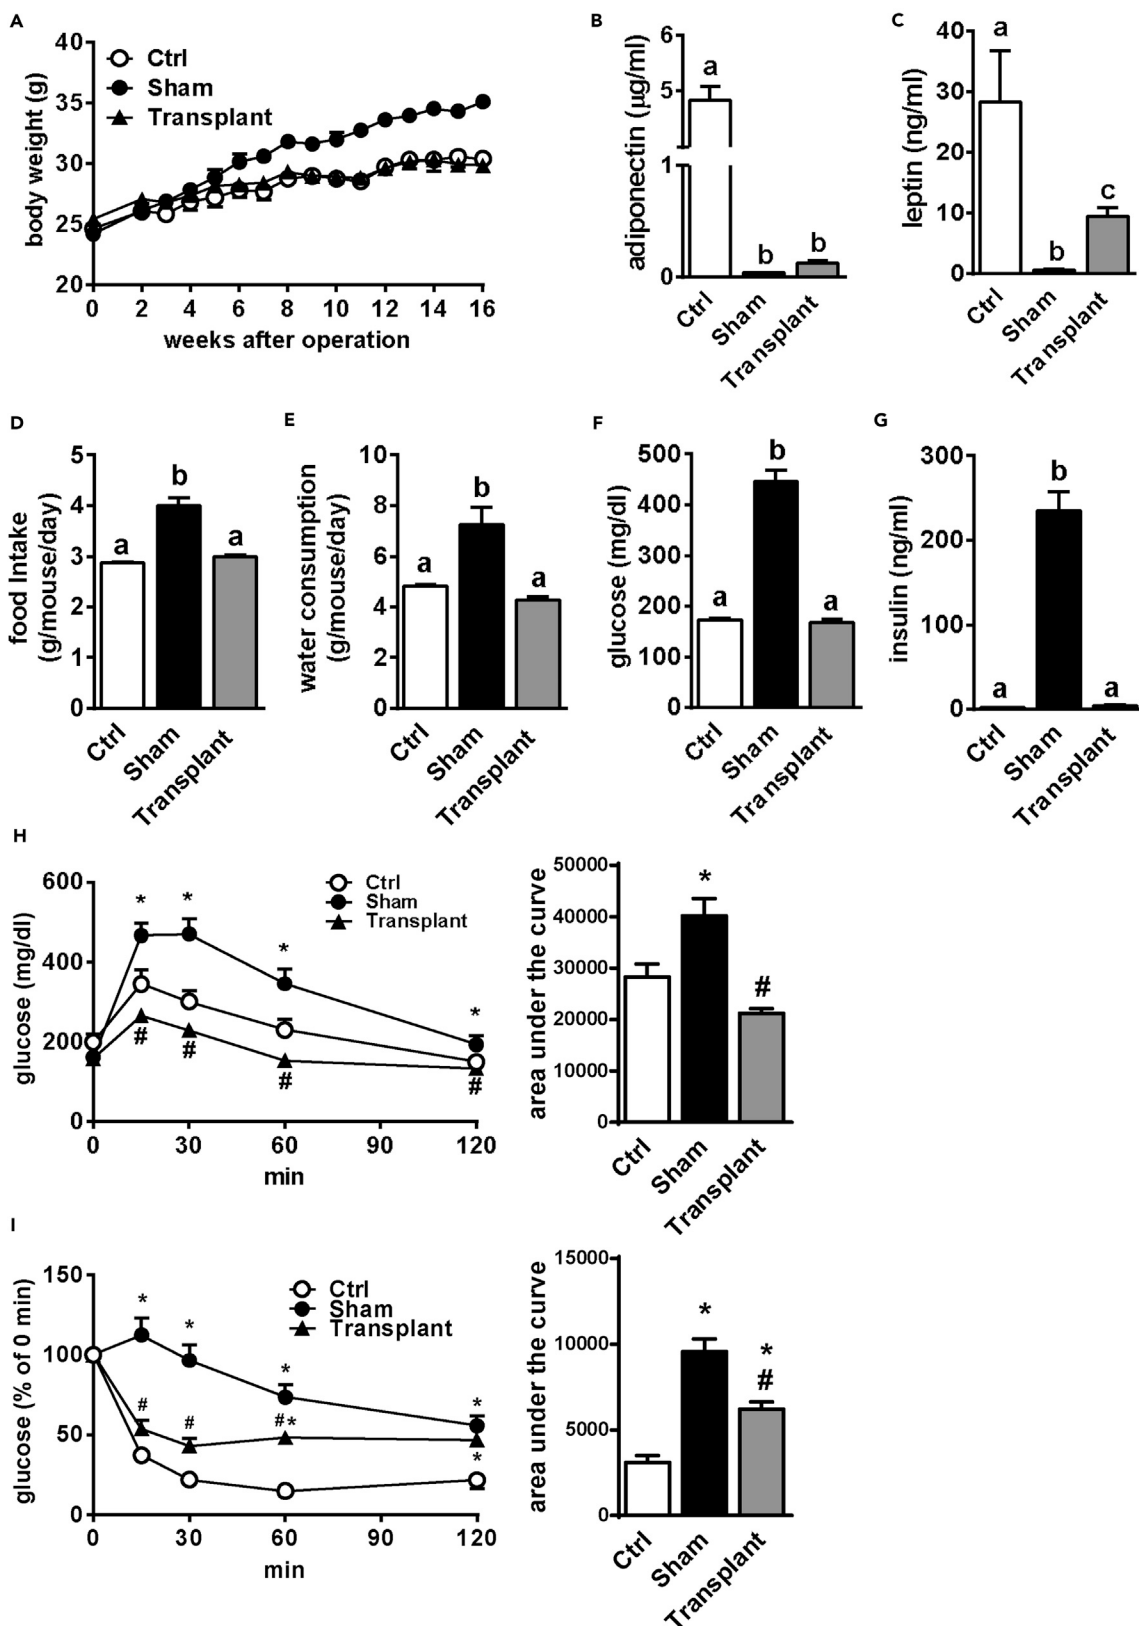 A
40
35
30
25
20
body weight (g)
Ctrl
Sham
Transplant
0 2 4 6 8 10 12 14 16
weeks after operation
B
6
5
1
0
adiponectin (μg/ml)
a
b
b
Ctrl
Sham
Transplant
C
40
30
20
10
0
leptin (ng/ml)
a
b
c
Ctrl
Sham
Transplant
D
5
4
3
2
1
0
food Intake
(g/mouse/day)
a
b
a
Ctrl
Sham
Transplant
E
10
8
6
4
2
0
water consumption
(g/mouse/day)
a
b
a
Ctrl
Sham
Transplant
F
500
400
300
200
100
0
glucose (mg/dl)
a
b
a
Ctrl
Sham
Transplant
G
300
200
100
0
insulin (ng/ml)
a
b
a
Ctrl
Sham
Transplant
H
600
400
200
0
glucose (mg/dl)
Ctrl
Sham
Transplant
* * * *
# # # #
0 30 60 90 120
min
50000
40000
30000
20000
10000
0
area under the curve
*
#
Ctrl
Sham
Transplant
I
150
100
50
0
glucose (% of 0 min)
Ctrl
Sham
Transplant
* * * *
# # #* *
0 30 60 90 120
min
15000
10000
5000
0
area under the curve
*
*
#
Ctrl
Sham
Transplant